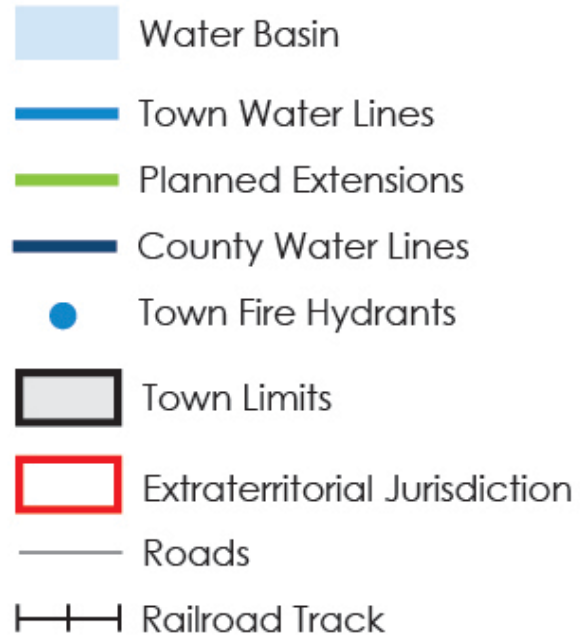 Water Basin
Town Water Lines
Planned Extensions
County Water Lines
Town Fire Hydrants
Town Limits
Extraterritorial Jurisdiction
Roads
Railroad Track